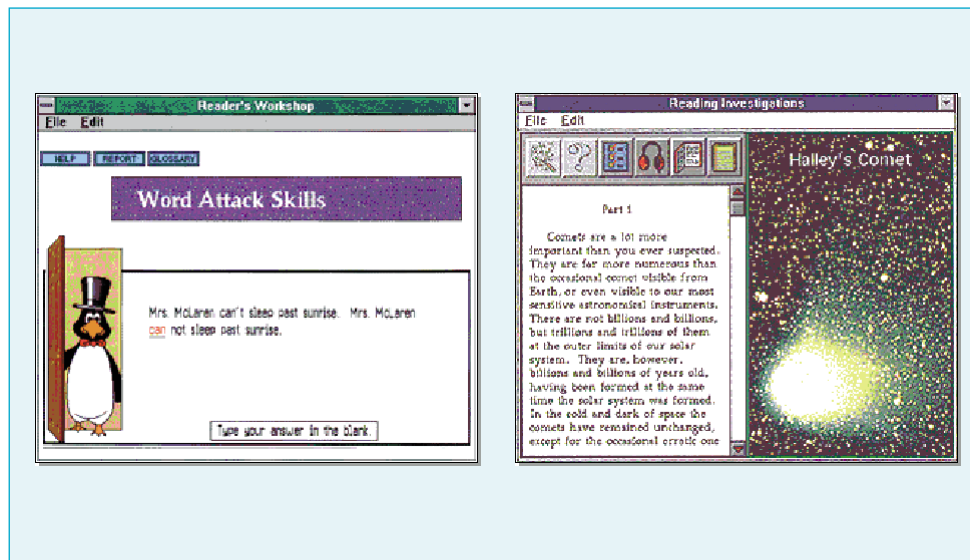 Reader's Workshop
File Edit
HELP REPORT GLOSSARY
Word Attack Skills
Mrs. McLaren can't sleep past sunrise. Mrs. McLaren
can not sleep past sunrise.
Type your answer in the blank.
Reading Investigations
File Edit
Halley's Comet
Part 1
Comets are a lot more
important than you ever suspected.
They are far more numerous than
the occasional comet visible from
Earth, or even visible to our most
sensitive astronomical instruments.
There are not billions and billions,
but trillions and trillions of them
at the outer limits of our solar
system. They are, however,
billions and billions of years old,
having been formed at the same
time the solar system was formed.
In the cold and dark of space the
comets have remained unchanged,
except for the occasional erratic one